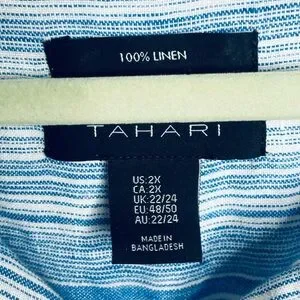 100% LINEN
TAHARI
US:2X
CA:2X
UK:22/24
EU:48/50
AU:22/24
MADE IN
BANGLADESH